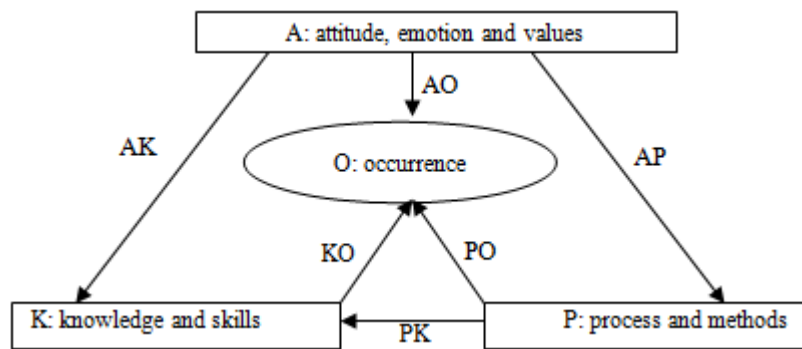 A: attitude, emotion and values
AO
AK
O: occurrence
AP
KO
PO
K: knowledge and skills
P: process and methods
PK